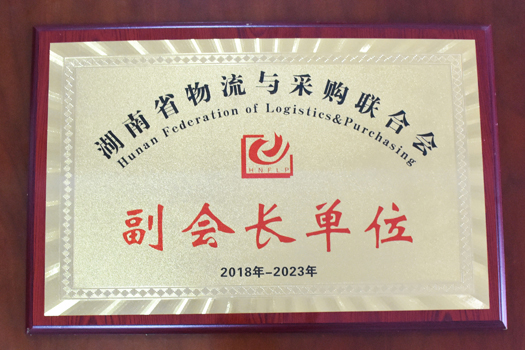 湖南省物流与采购联合会
Hunan Federation of Logistics&Purchasing
HNFLP
副会长单位
2018年-2023年